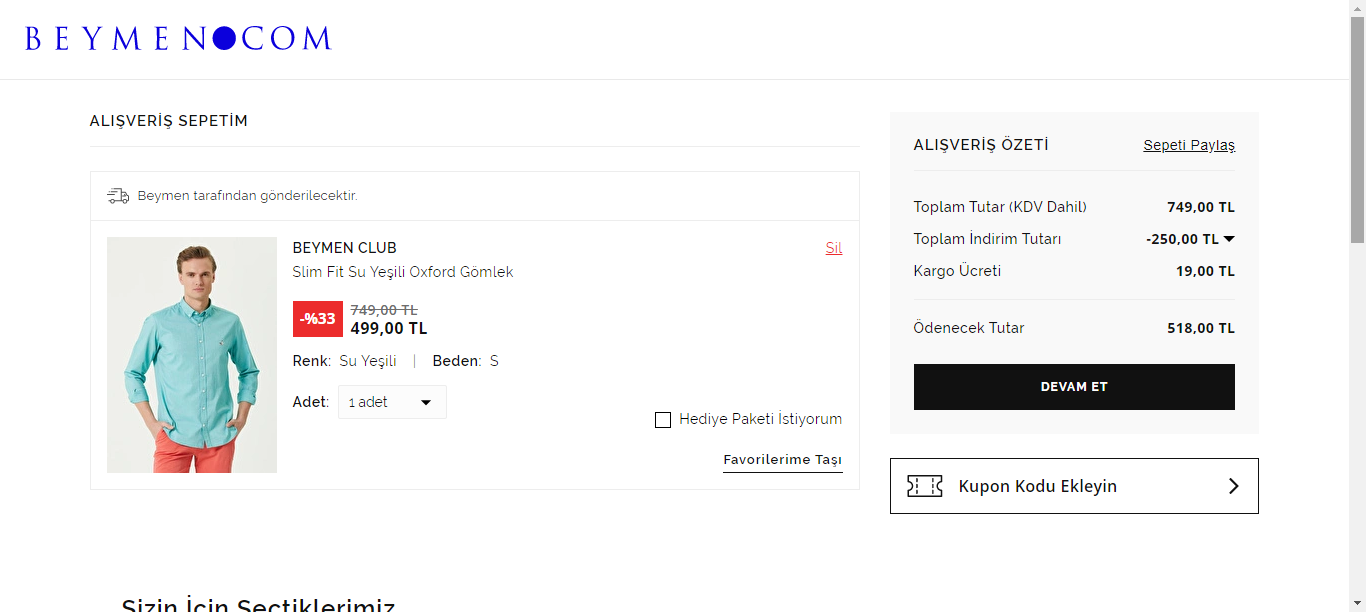 BEYMEN COM
ALIŞVERİŞ SEPETİM
Beymen tarafından gönderilecektir.
BEYMEN CLUB
Sil
Slim Fit Su Yeşili Oxford Gömlek
-%33
749,00 TL
499,00 TL
Renk: Su Yeşili | Beden: S
Adet: 1 adet
Hediye Paketi İstiyorum
Favorilerime Taşı
ALIŞVERİŞ ÖZETİ
Sepeti Paylaş
Toplam Tutar (KDV Dahil) 749,00 TL
Toplam İndirim Tutarı -250,00 TL
Kargo Ücreti 19,00 TL
Ödenecek Tutar 518,00 TL
DEVAM ET
Kupon Kodu Ekleyin
Sizin İçin Seçtiklerimiz